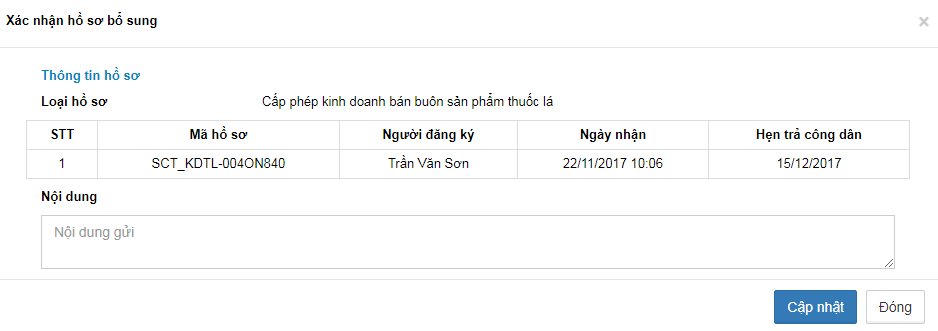 Xác nhận hồ sơ bổ sung ×
Thông tin hồ sơ
Loại hồ sơ Cấp phép kinh doanh bán buôn sản phẩm thuốc lá
STT Mã hồ sơ Người đăng ký Ngày nhận Hẹn trả công dân
1 SCT_KDTL-004ON840 Trần Văn Sơn 22/11/2017 10:06 15/12/2017
Nội dung
Nội dung gửi
Cập nhật Đóng